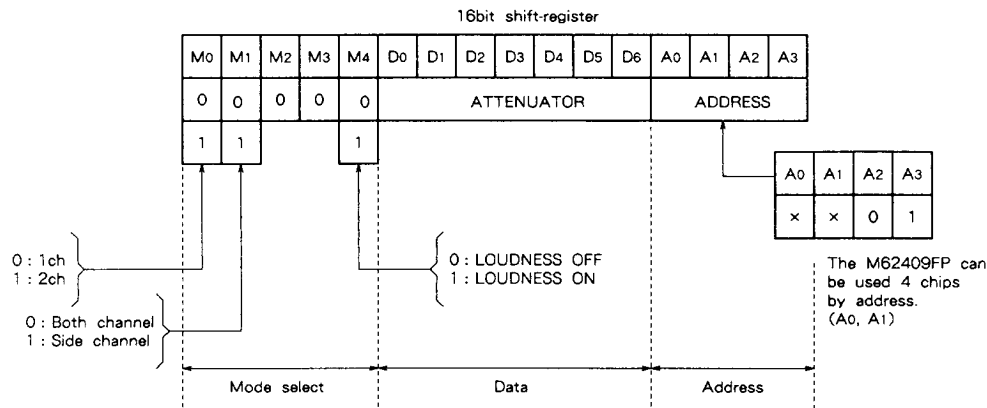 16bit shift-register
M0 M1 M2 M3 M4 D0 D1 D2 D3 D4 D5 D6 A0 A1 A2 A3
0 0 0 0 0 ATTENUATOR ADDRESS
1 1 1
A0 A1 A2 A3
× × 0 1
0 : 1ch
1 : 2ch
0 : LOUDNESS OFF
1 : LOUDNESS ON
The M62409FP can
be used 4 chips
by address.
(A0, A1)
0 : Both channel
1 : Side channel
Mode select Data Address